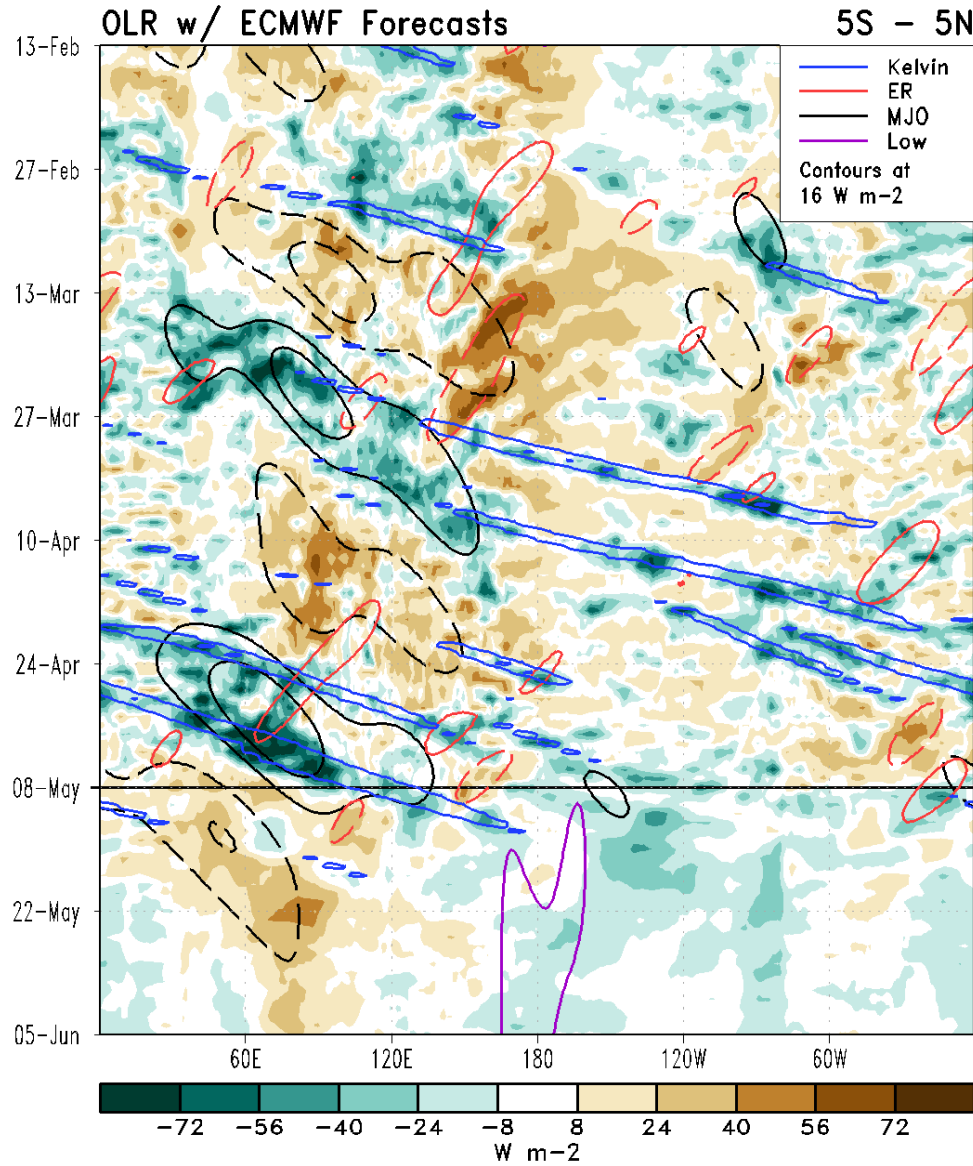 OLR w/ ECMWF Forecasts 5S - 5N
Kelvin
ER
MJO
Low
Contours at
16 W m-2
13-Feb
27-Feb
13-Mar
27-Mar
10-Apr
24-Apr
08-May
22-May
05-Jun
60E 120E 180 120W 60W
-72 -56 -40 -24 -8 8 24 40 56 72
W m-2